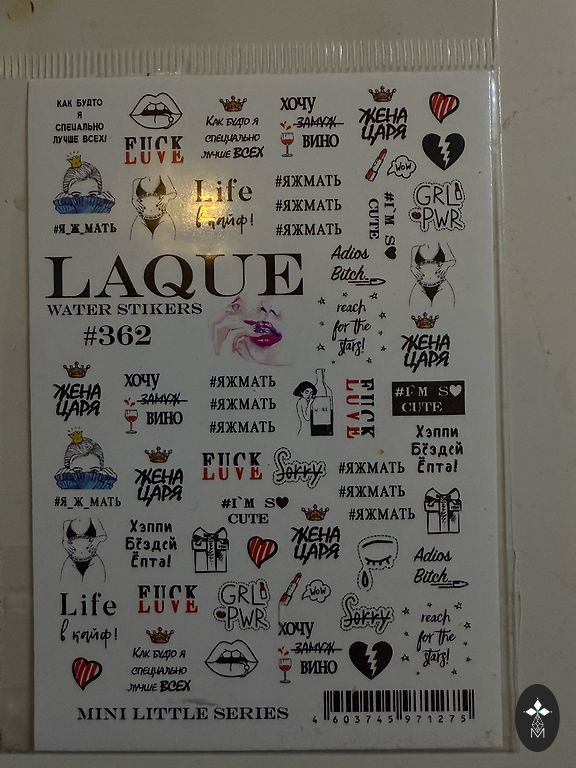 КАК БУДТО
Я
СПЕЦИАЛЬНО
ЛУЧШЕ ВСЕХ!
FUCK
LUVE
КАК БУДТО Я
СПЕЦИАЛЬНО
ЛУЧШЕ ВСЕХ
ХОЧУ
ЗАМУЖ
ВИНО
ЖЕНА
ЦАРЯ
WOW
#Я_Ж_МАТЬ
Life
в кайф!
#ЯЖМАТЬ
#ЯЖМАТЬ
#ЯЖМАТЬ
#I'M SO
CUTE
GRL
PWR
LAQUE
WATER STIKERS
#362
Adios
Bitch
reach
for the
stars!
ЖЕНА
ЦАРЯ
ЖЕНА
ЦАРЯ
ХОЧУ
ЗАМУЖ
ВИНО
#ЯЖМАТЬ
#ЯЖМАТЬ
#ЯЖМАТЬ
FUCK
LUVE
#I'M SO
CUTE
Хэппи
Бёздей
Ёпта!
#Я_Ж_МАТЬ
ЖЕНА
ЦАРЯ
FUCK
LUVE
Sorry
#ЯЖМАТЬ
#ЯЖМАТЬ
#ЯЖМАТЬ
#I'M SO
CUTE
Хэппи
Бёздей
Ёпта!
ЖЕНА
ЦАРЯ
Adios
Bitch
Life
в кайф!
FUCK
LUVE
GRL
PWR
WOW
Sorry
reach
for the
stars!
КАК БУДТО Я
СПЕЦИАЛЬНО
ЛУЧШЕ ВСЕХ
ХОЧУ
ЗАМУЖ
ВИНО
MINI LITTLE SERIES
4 603745 971275